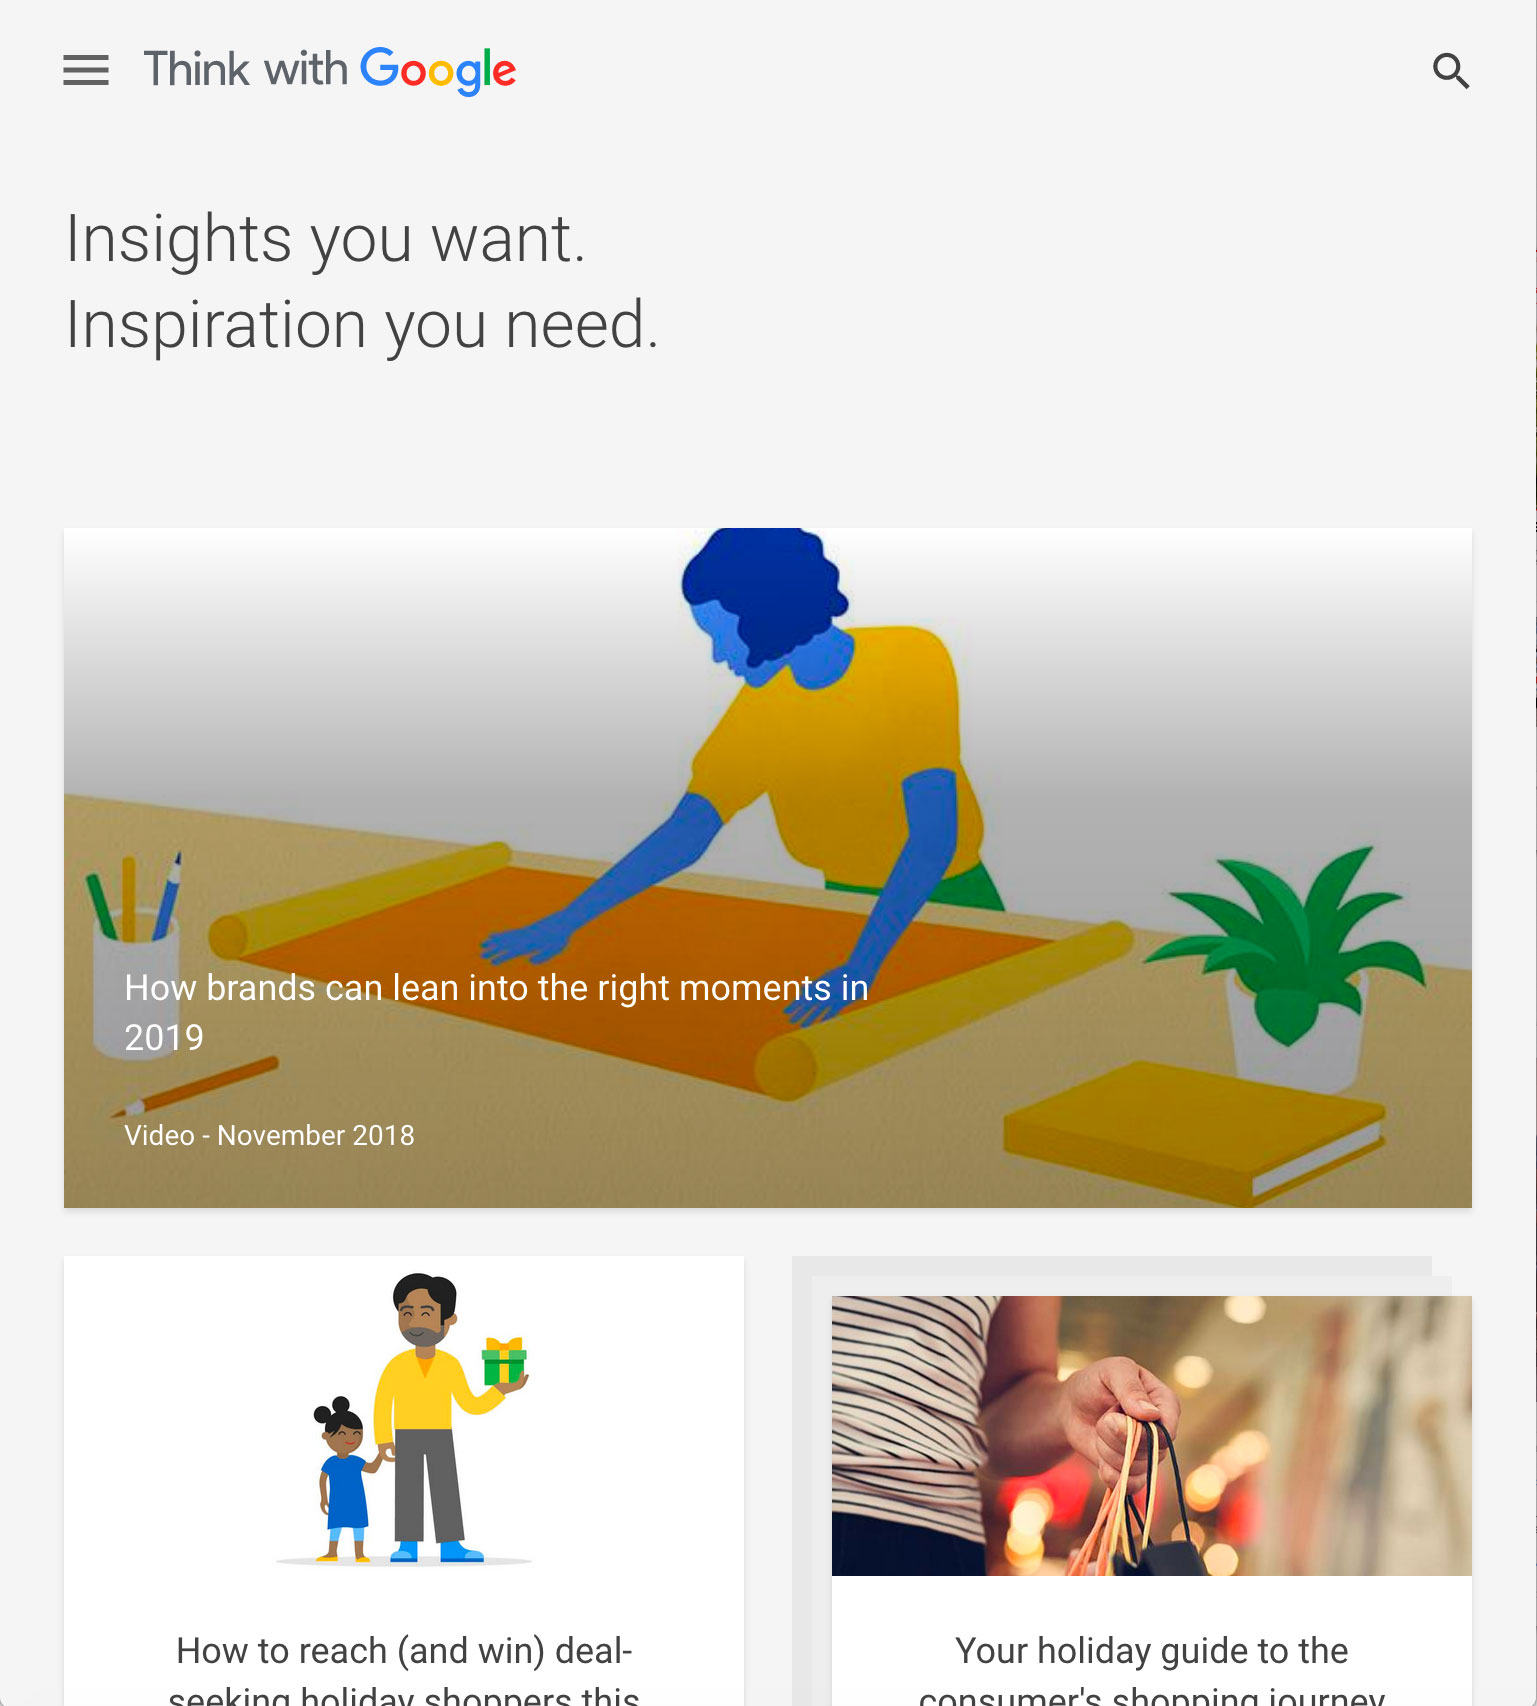 Think with Google
Insights you want.
Inspiration you need.
How brands can lean into the right moments in
2019
Video - November 2018
How to reach (and win) deal-
seeking holiday shoppers this
Your holiday guide to the
consumer's shopping journey